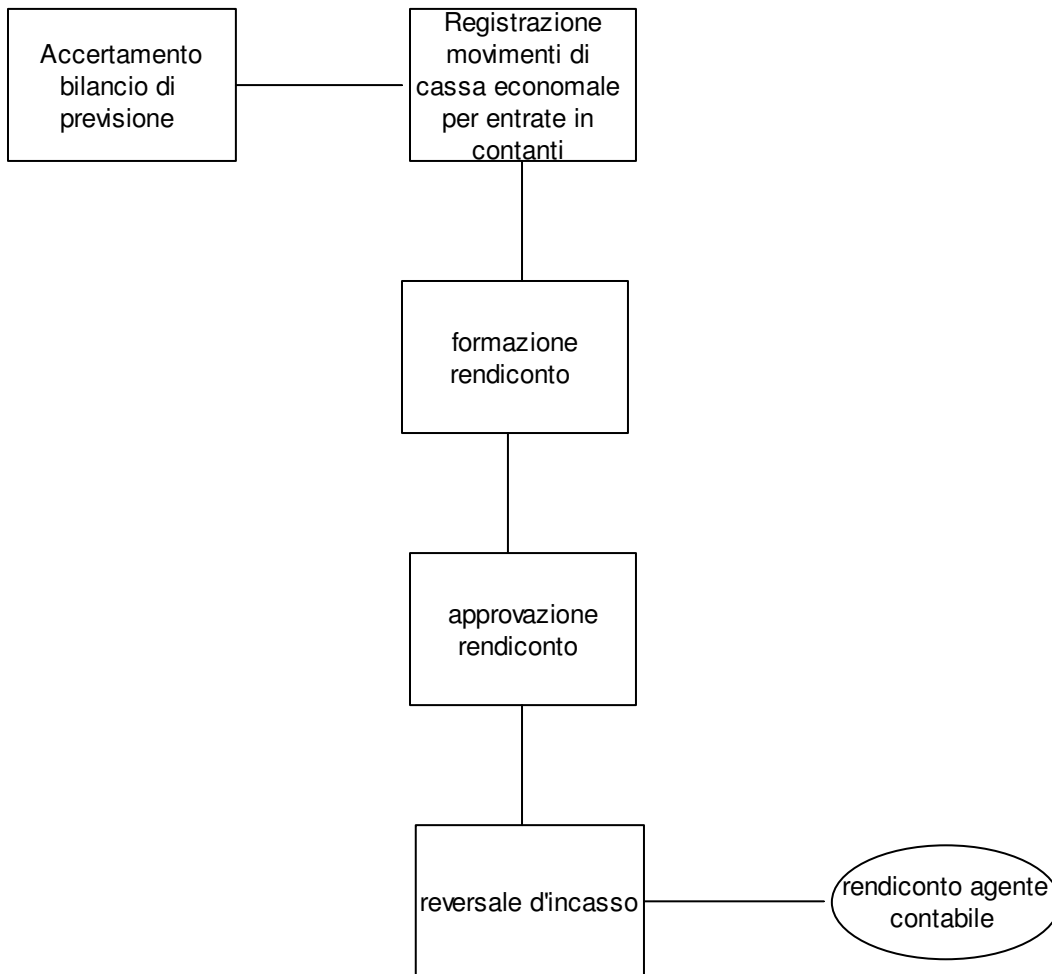 Accertamento
bilancio di
previsione
Registrazione
movimenti di
cassa economale
per entrate in
contanti
formazione
rendiconto
approvazione
rendiconto
reversale d'incasso
rendiconto agente
contabile